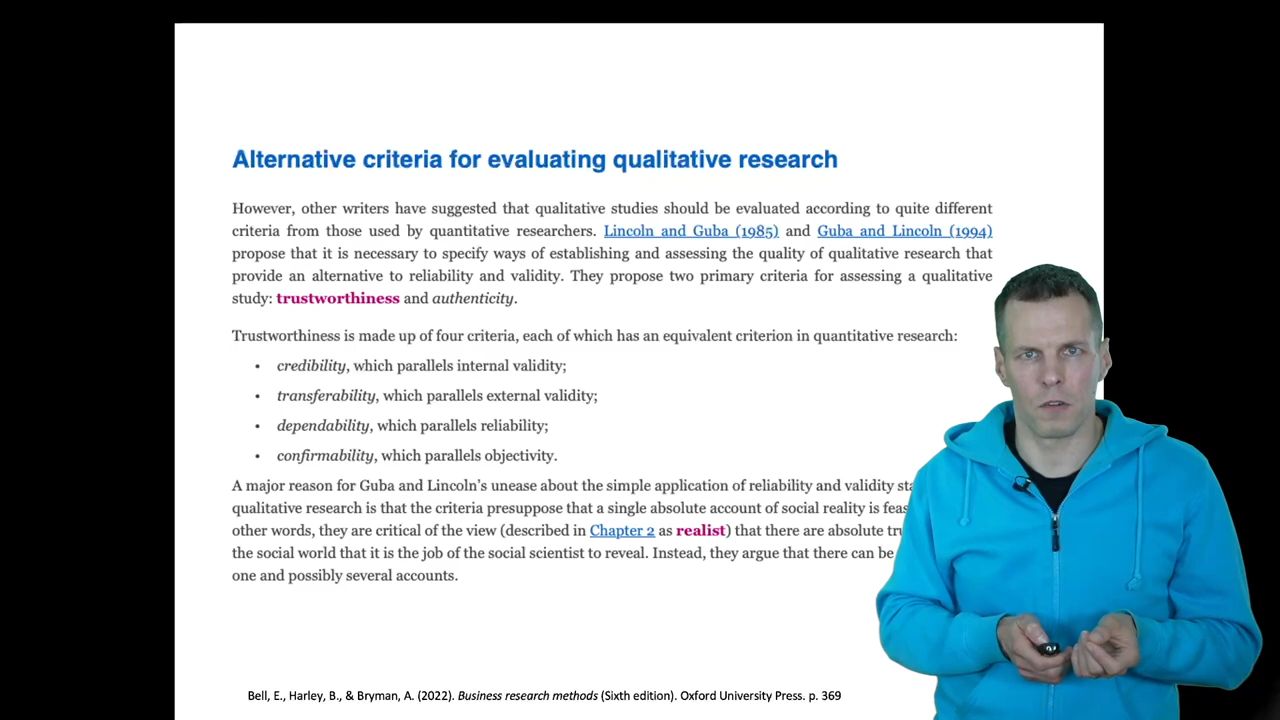 Alternative criteria for evaluating qualitative research
However, other writers have suggested that qualitative studies should be evaluated according to quite different
criteria from those used by quantitative researchers. Lincoln and Guba (1985) and Guba and Lincoln (1994)
propose that it is necessary to specify ways of establishing and assessing the quality of qualitative research that
provide an alternative to reliability and validity. They propose two primary criteria for assessing a qualitative
study: trustworthiness and authenticity.
Trustworthiness is made up of four criteria, each of which has an equivalent criterion in quantitative research:
• credibility, which parallels internal validity;
• transferability, which parallels external validity;
• dependability, which parallels reliability;
• confirmability, which parallels objectivity.
A major reason for Guba and Lincoln's unease about the simple application of reliability and validity
qualitative research is that the criteria presuppose that a single absolute account of social reality is
other words, they are critical of the view (described in Chapter 2 as realist) that there are absolute
the social world that it is the job of the social scientist to reveal. Instead, they argue that there can be
one and possibly several accounts.
Bell, E., Harley, B., & Bryman, A. (2022). Business research methods (Sixth edition). Oxford University Press. p. 369